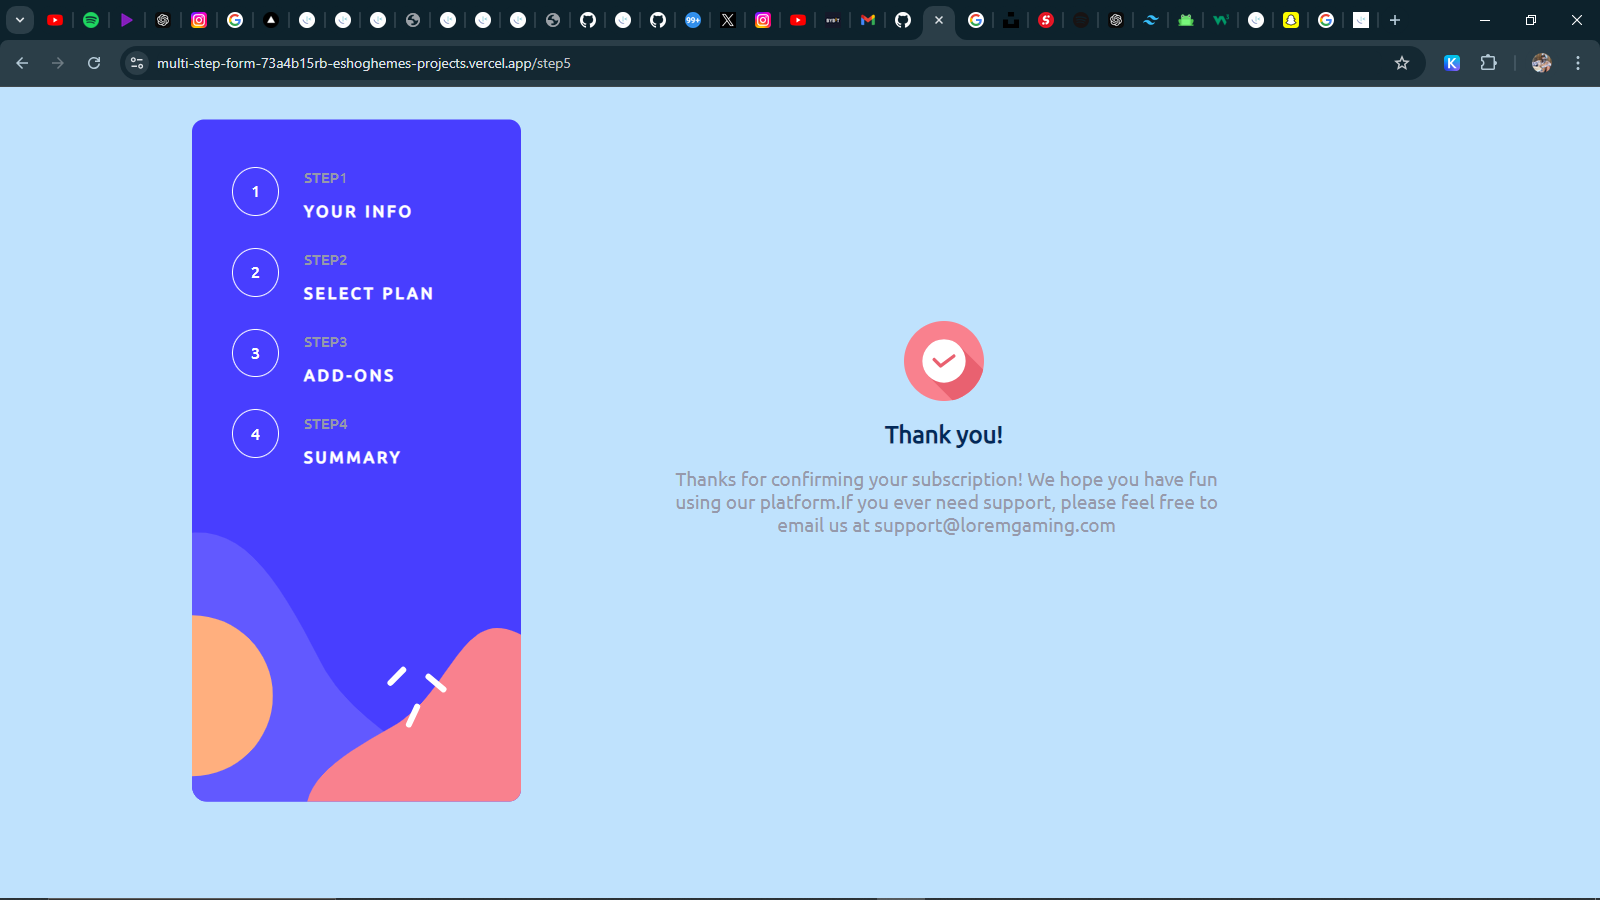 99+
BYBIT
multi-step-form-73a4b15rb-eshoghemes-projects.vercel.app/step5
1
STEP1
YOUR INFO
2
STEP2
SELECT PLAN
3
STEP3
ADD-ONS
4
STEP4
SUMMARY
Thank you!
Thanks for confirming your subscription! We hope you have fun
using our platform.If you ever need support, please feel free to
email us at support@loremgaming.com